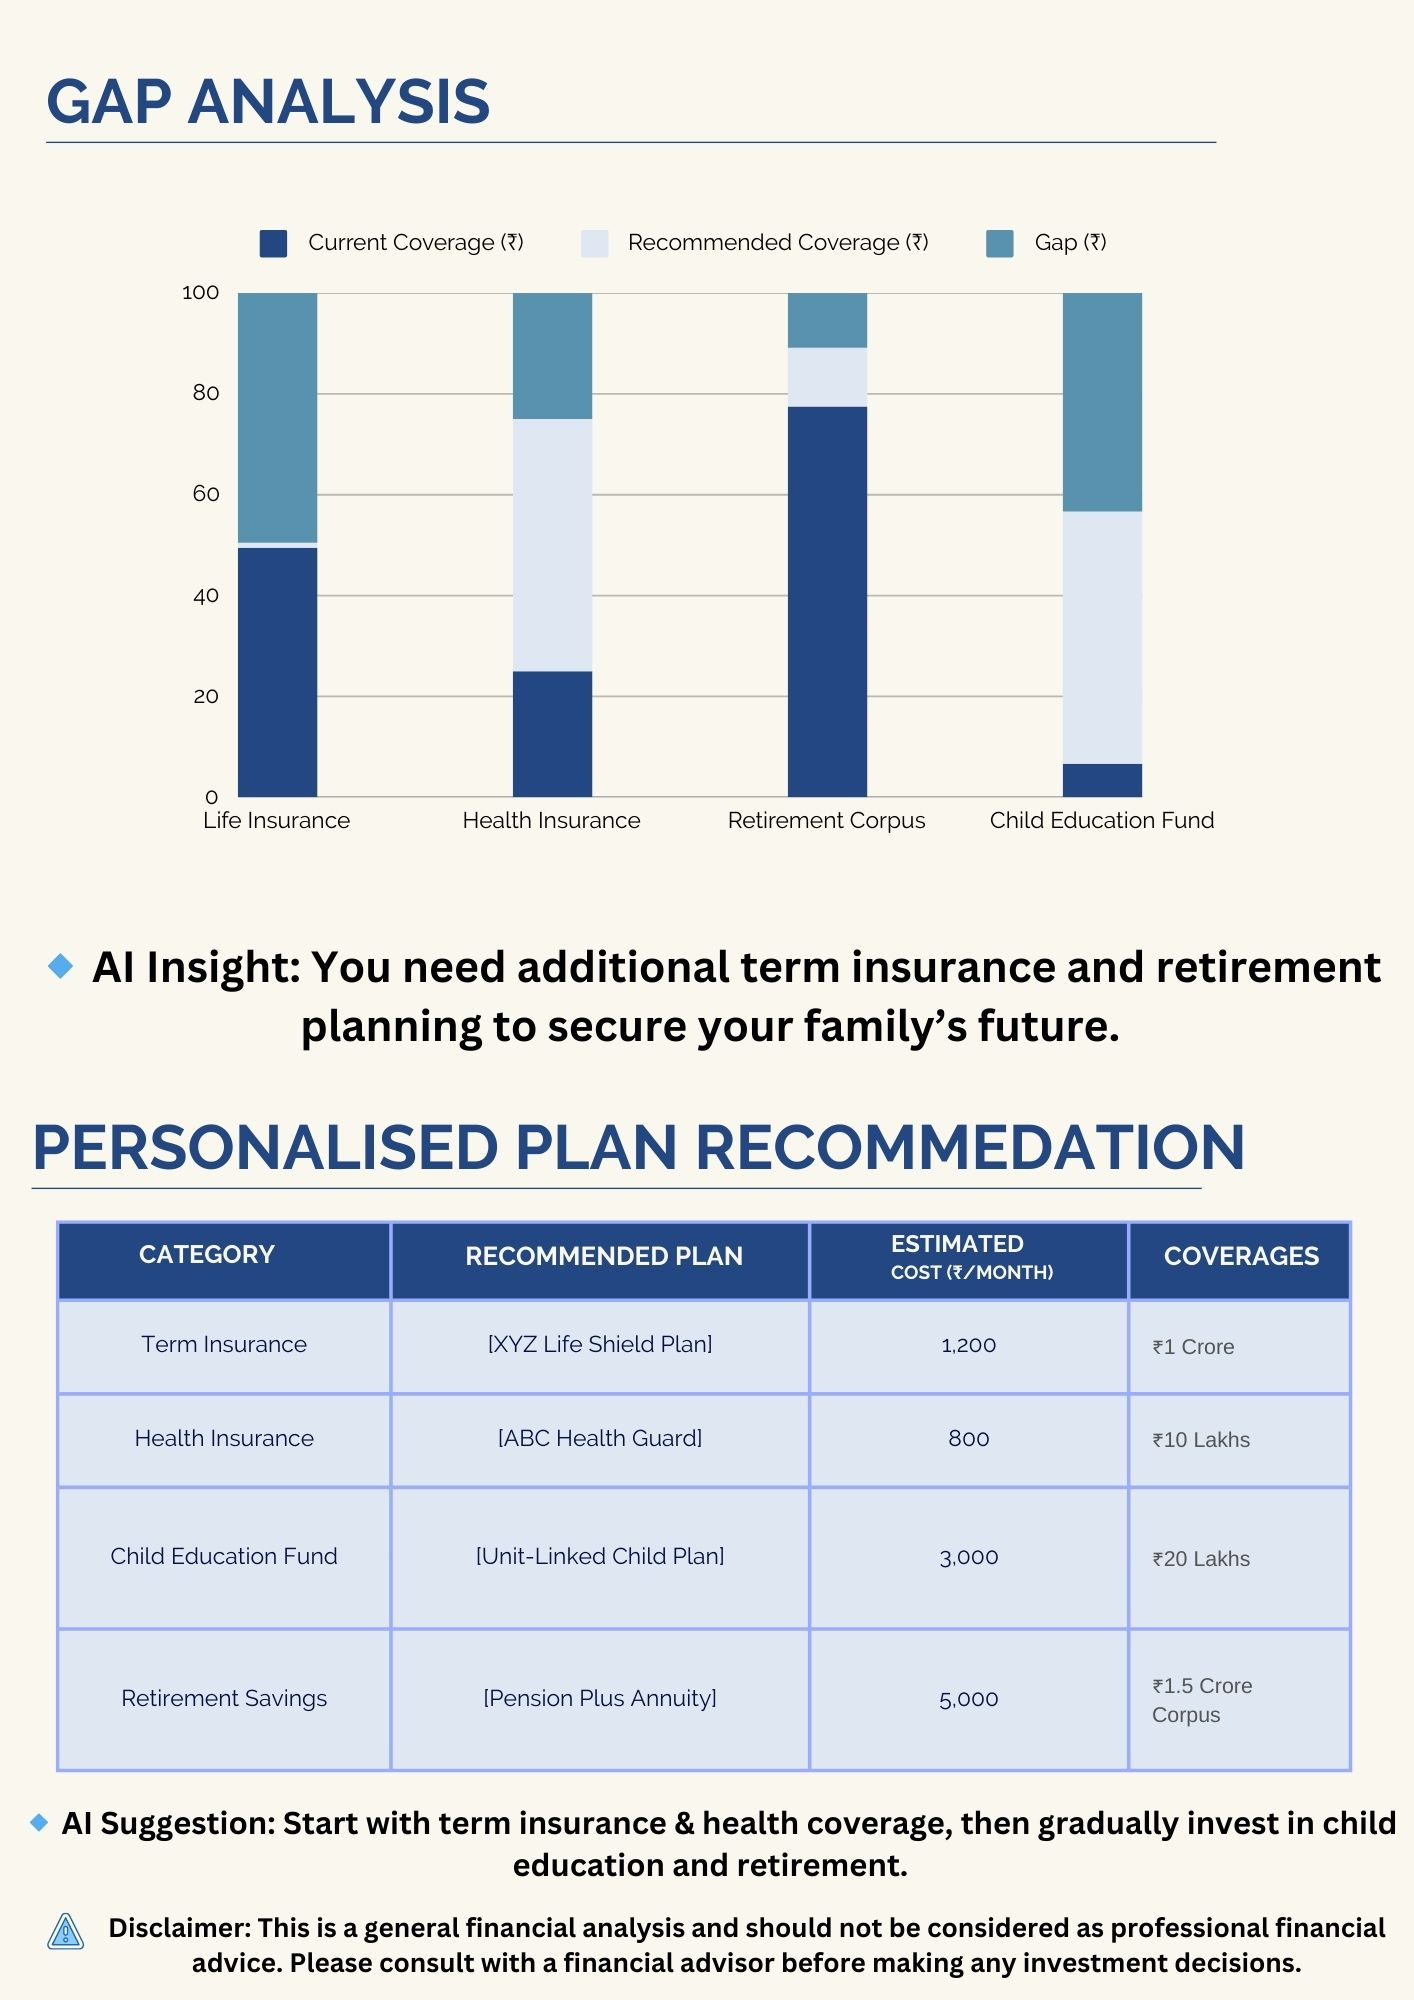 GAP ANALYSIS
Current Coverage (₹) Recommended Coverage (₹) Gap (₹)
100
80
60
40
20
0
Life Insurance Health Insurance Retirement Corpus Child Education Fund
AI Insight: You need additional term insurance and retirement
planning to secure your family’s future.
PERSONALISED PLAN RECOMMEDATION
CATEGORY RECOMMENDED PLAN ESTIMATED COST (₹/MONTH) COVERAGES
Term Insurance [XYZ Life Shield Plan] 1,200 ₹1 Crore
Health Insurance [ABC Health Guard] 800 ₹10 Lakhs
Child Education Fund [Unit-Linked Child Plan] 3,000 ₹20 Lakhs
Retirement Savings [Pension Plus Annuity] 5,000 ₹1.5 Crore
Corpus
AI Suggestion: Start with term insurance & health coverage, then gradually invest in child
education and retirement.
Disclaimer: This is a general financial analysis and should not be considered as professional financial
advice. Please consult with a financial advisor before making any investment decisions.